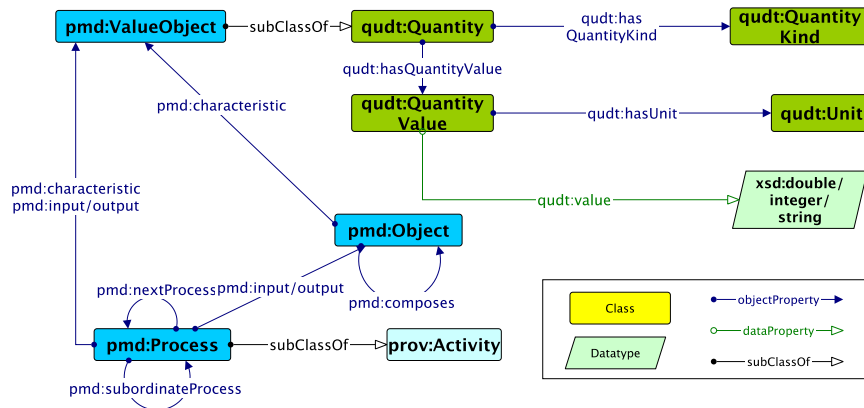 pmd:ValueObject
subClassOf
qudt:Quantity
qudt:has
QuantityKind
qudt:Quantity
Kind
qudt:hasQuantityValue
pmd:characteristic
qudt:Quantity
Value
qudt:hasUnit
qudt:Unit
pmd:characteristic
pmd:input/output
qudt:value
xsd:double/
integer/
string
pmd:Object
pmd:nextProcess
pmd:input/output
pmd:composes
pmd:Process
subClassOf
prov:Activity
pmd:subordinateProcess
Class
objectProperty
dataProperty
Datatype
subClassOf